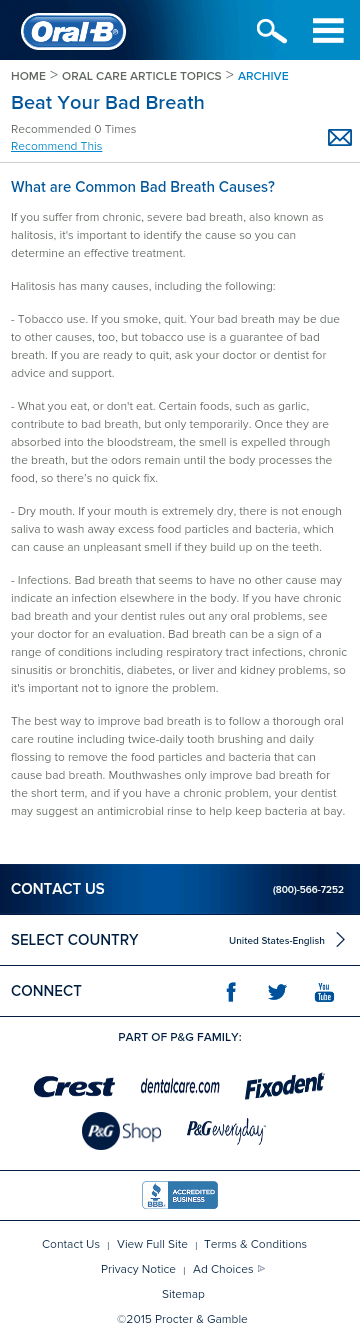 Oral-B®
HOME > ORAL CARE ARTICLE TOPICS > ARCHIVE
Beat Your Bad Breath
Recommended 0 Times
Recommend This
What are Common Bad Breath Causes?
If you suffer from chronic, severe bad breath, also known as
halitosis, it's important to identify the cause so you can
determine an effective treatment.
Halitosis has many causes, including the following:
- Tobacco use. If you smoke, quit. Your bad breath may be due
to other causes, too, but tobacco use is a guarantee of bad
breath. If you are ready to quit, ask your doctor or dentist for
advice and support.
- What you eat, or don't eat. Certain foods, such as garlic,
contribute to bad breath, but only temporarily. Once they are
absorbed into the bloodstream, the smell is expelled through
the breath, but the odors remain until the body processes the
food, so there's no quick fix.
- Dry mouth. If your mouth is extremely dry, there is not enough
saliva to wash away excess food particles and bacteria, which
can cause an unpleasant smell if they build up on the teeth.
- Infections. Bad breath that seems to have no other cause may
indicate an infection elsewhere in the body. If you have chronic
bad breath and your dentist rules out any oral problems, see
your doctor for an evaluation. Bad breath can be a sign of a
range of conditions including respiratory tract infections, chronic
sinusitis or bronchitis, diabetes, or liver and kidney problems, so
it's important not to ignore the problem.
The best way to improve bad breath is to follow a thorough oral
care routine including twice-daily tooth brushing and daily
flossing to remove the food particles and bacteria that can
cause bad breath. Mouthwashes only improve bad breath for
the short term, and if you have a chronic problem, your dentist
may suggest an antimicrobial rinse to help keep bacteria at bay.
CONTACT US (800)-566-7252
SELECT COUNTRY United States-English
CONNECT f You Tube
PART OF P&G FAMILY:
Crest dentalcare.com Fixodent
P&G Shop P&G everyday
BBB. ACCREDITED BUSINESS
Contact Us | View Full Site | Terms & Conditions
Privacy Notice | Ad Choices
Sitemap
©2015 Procter & Gamble